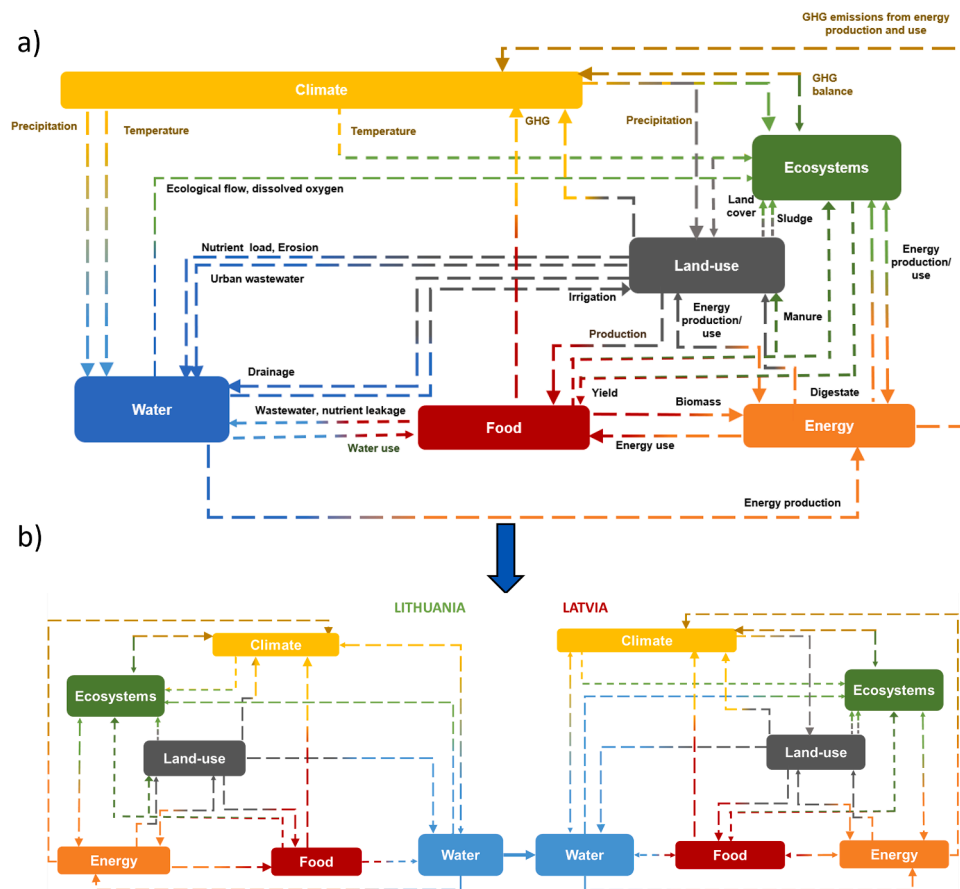 a)
GHG emissions from energy
production and use
Climate
GHG
balance
Precipitation
Temperature
Temperature
GHG
Precipitation
Ecosystems
Ecological flow, dissolved oxygen
Land
cover
Sludge
Nutrient load, Erosion
Urban wastewater
Land-use
Energy
production/
use
Irrigation
Energy
production/
use
Manure
Production
Drainage
Water
Wastewater, nutrient leakage
Water use
Food
Yield
Biomass
Energy use
Digestate
Energy
Energy production
b)
LITHUANIA
LATVIA
Climate
Ecosystems
Land-use
Energy
Food
Water
Climate
Ecosystems
Land-use
Water
Food
Energy